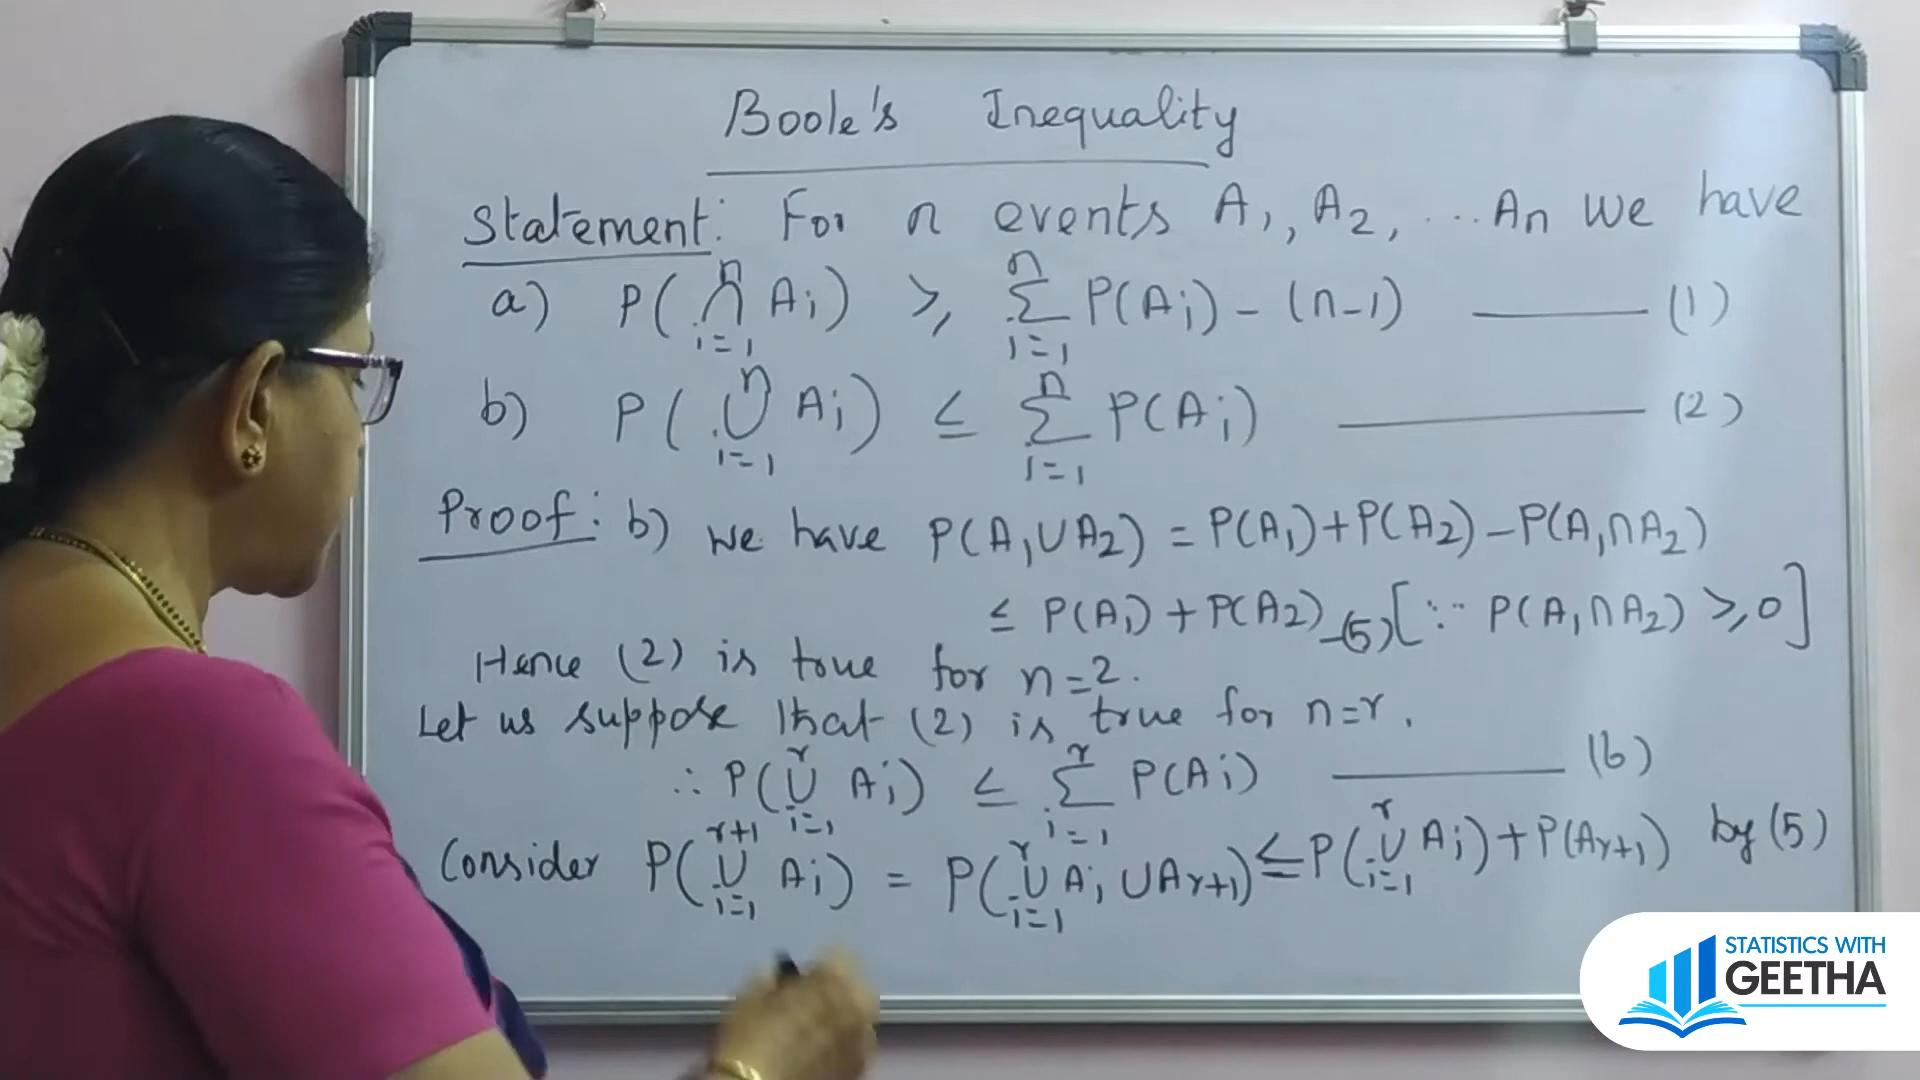 Boole's Inequality
Statement: For n events A₁, A₂, ... Aₙ we have
a) P(⋂ᵢ₌₁ⁿ Aᵢ) ≥ ∑ᵢ₌₁ⁿ P(Aᵢ) - (n-1) —— (1)
b) P(⋃ᵢ₌₁ⁿ Aᵢ) ≤ ∑ᵢ₌₁ⁿ P(Aᵢ) —— (2)
Proof: b) we have P(A₁∪A₂) = P(A₁)+P(A₂)-P(A₁∩A₂)
≤ P(A₁) + P(A₂) -(5) [∵ P(A₁∩A₂) ≥ 0]
Hence (2) is true for n=2.
Let us suppose that (2) is true for n=r.
∴ P(⋃ᵢ₌₁ʳ Aᵢ) ≤ ∑ᵢ₌₁ʳ P(Aᵢ) —— (6)
Consider P(⋃ᵢ₌₁ʳ⁺¹ Aᵢ) = P(⋃ᵢ₌₁ʳ Aᵢ ∪ Aᵣ₊₁) ≤ P(⋃ᵢ₌₁ʳ Aᵢ) + P(Aᵣ₊₁) by (5)
STATISTICS WITH
GEETHA